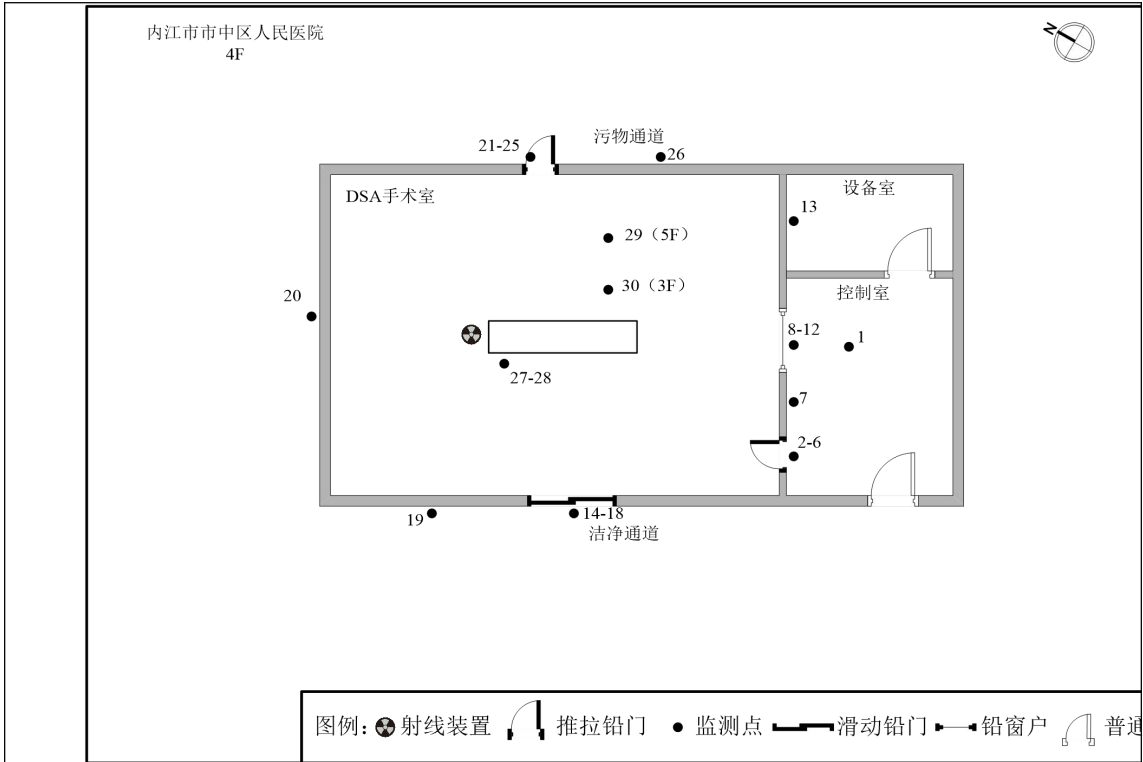 内江市市中区人民医院
4F
N
21-25
污物通道
26
DSA手术室
设备室
13
29（5F）
30（3F）
控制室
20
8-12
1
27-28
7
2-6
19
14-18
洁净通道
图例：射线装置 推拉铅门 监测点 滑动铅门 铅窗户 普通